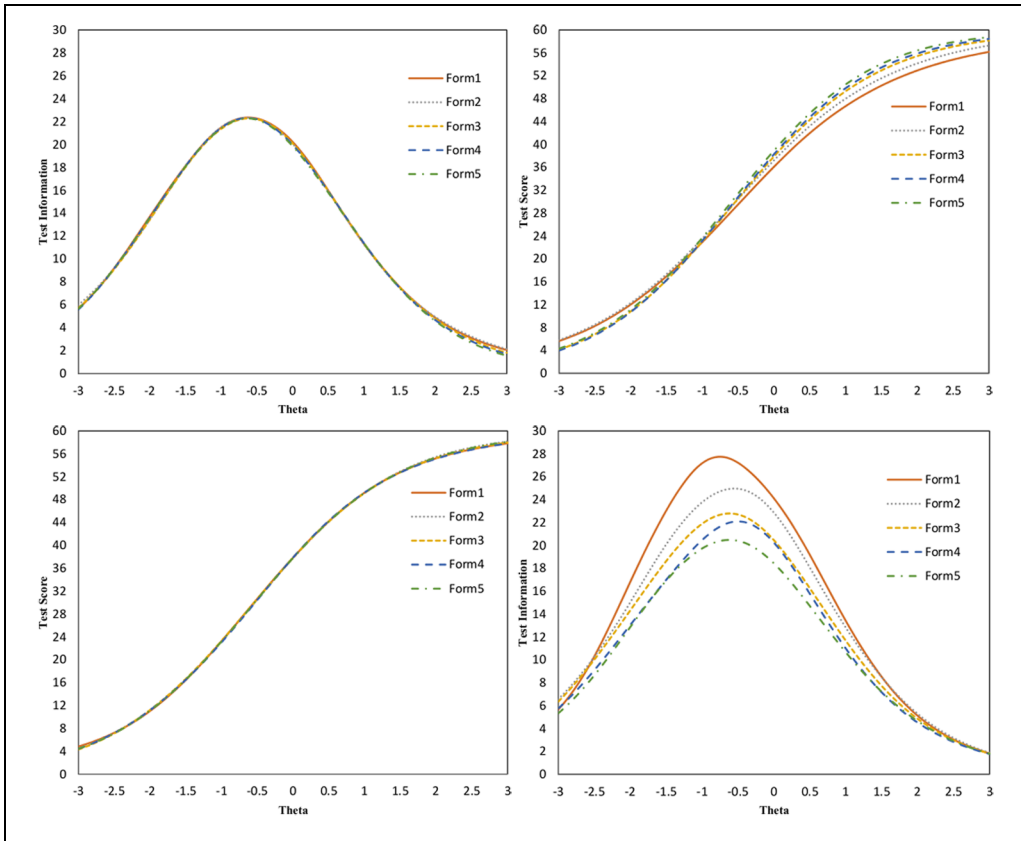 30
28
26
24
22
20
18
16
14
12
10
8
6
4
2
0
Test Information
-3 -2.5 -2 -1.5 -1 -0.5 0 0.5 1 1.5 2 2.5 3
Theta
Form1
Form2
Form3
Form4
Form5
60
56
52
48
44
40
36
32
28
24
20
16
12
8
4
0
Test Score
-3 -2.5 -2 -1.5 -1 -0.5 0 0.5 1 1.5 2 2.5 3
Theta
Form1
Form2
Form3
Form4
Form5
60
56
52
48
44
40
36
32
28
24
20
16
12
8
4
0
Test Score
-3 -2.5 -2 -1.5 -1 -0.5 0 0.5 1 1.5 2 2.5 3
Theta
Form1
Form2
Form3
Form4
Form5
30
28
26
24
22
20
18
16
14
12
10
8
6
4
2
0
Test Information
-3 -2.5 -2 -1.5 -1 -0.5 0 0.5 1 1.5 2 2.5 3
Theta
Form1
Form2
Form3
Form4
Form5